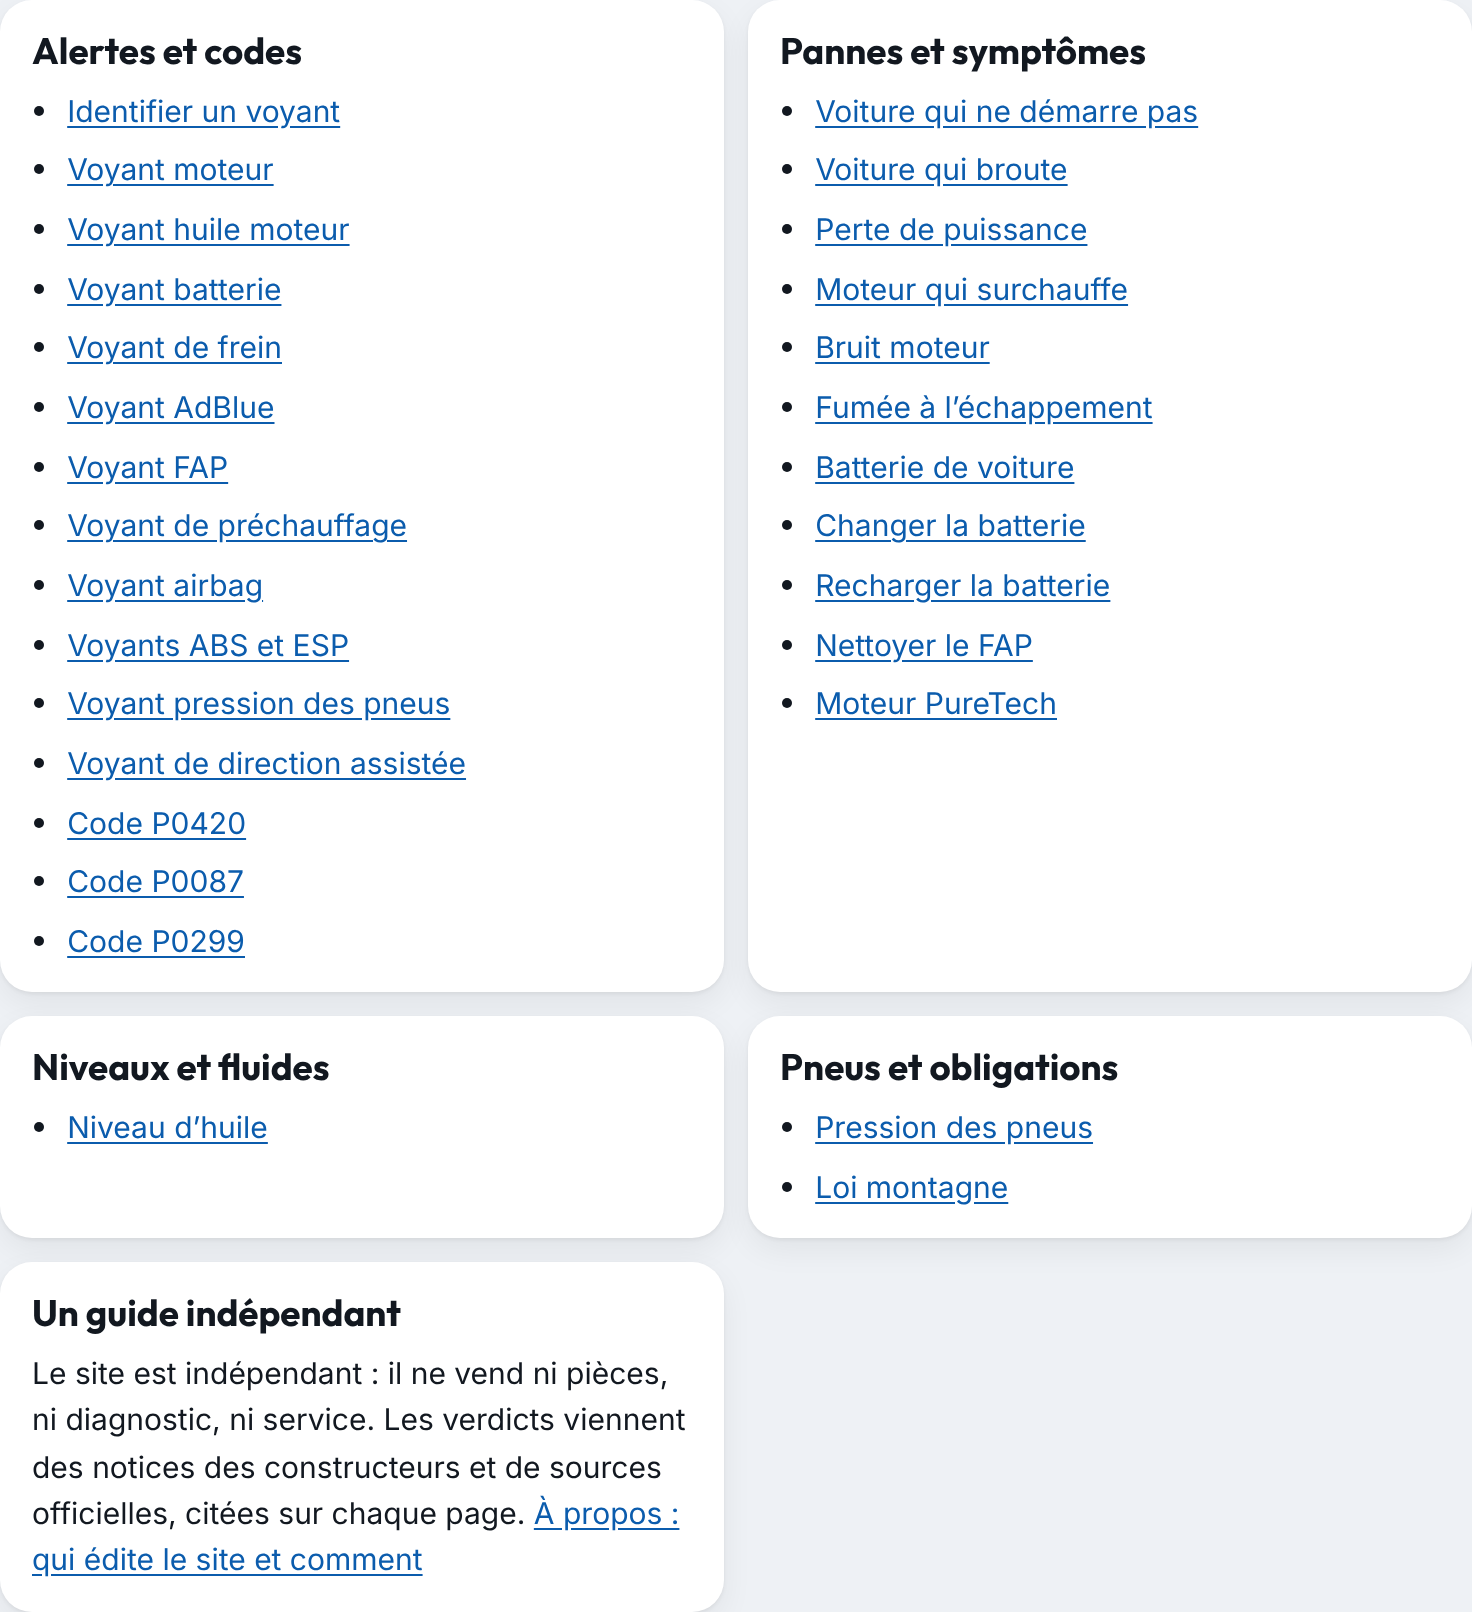 Alertes et codes
Identifier un voyant
Voyant moteur
Voyant huile moteur
Voyant batterie
Voyant de frein
Voyant AdBlue
Voyant FAP
Voyant de préchauffage
Voyant airbag
Voyants ABS et ESP
Voyant pression des pneus
Voyant de direction assistée
Code P0420
Code P0087
Code P0299
Pannes et symptômes
Voiture qui ne démarre pas
Voiture qui broute
Perte de puissance
Moteur qui surchauffe
Bruit moteur
Fumée à l’échappement
Batterie de voiture
Changer la batterie
Recharger la batterie
Nettoyer le FAP
Moteur PureTech
Niveaux et fluides
Niveau d’huile
Pneus et obligations
Pression des pneus
Loi montagne
Un guide indépendant
Le site est indépendant : il ne vend ni pièces,
ni diagnostic, ni service. Les verdicts viennent
des notices des constructeurs et de sources
officielles, citées sur chaque page. À propos :
qui édite le site et comment